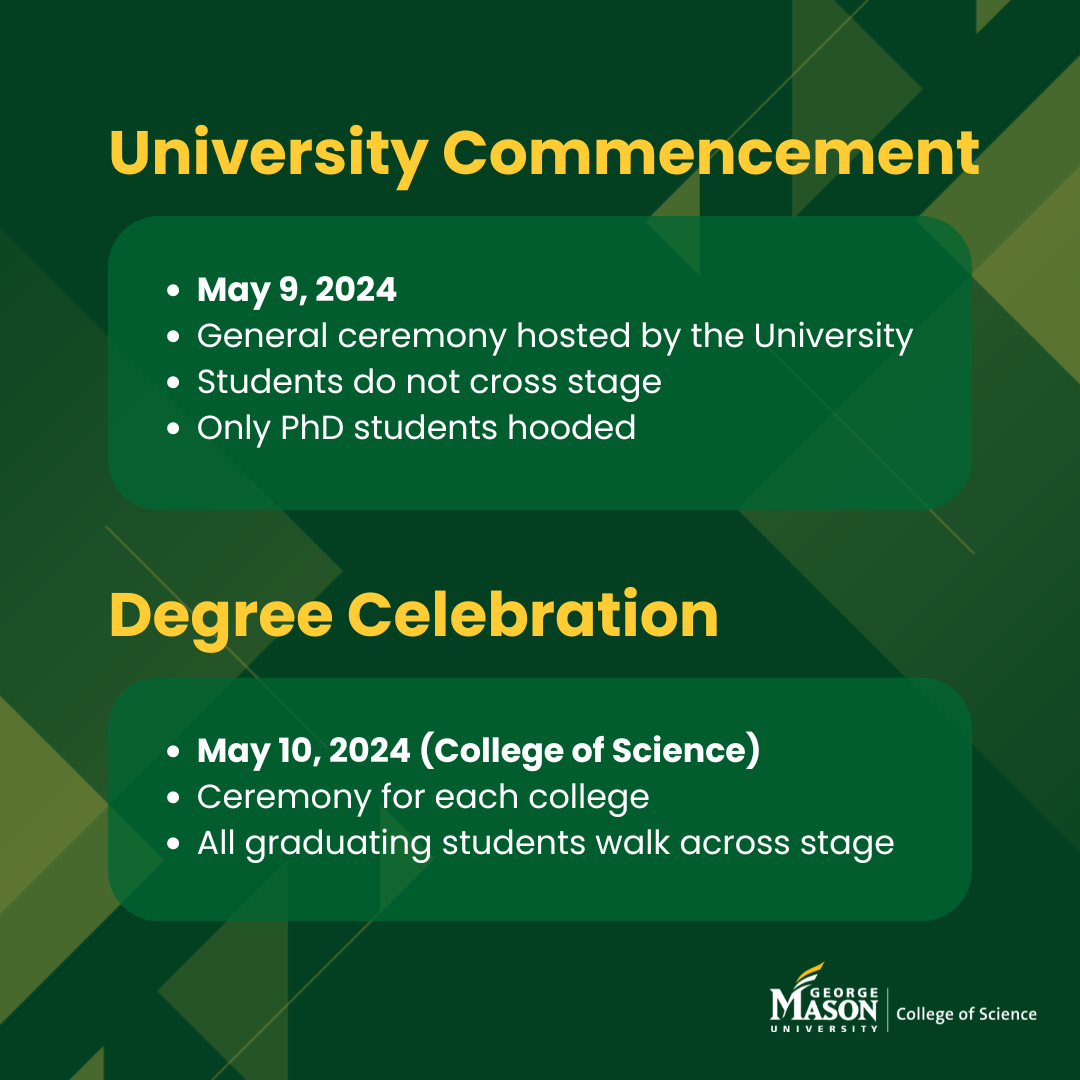 University Commencement
• May 9, 2024
• General ceremony hosted by the University
• Students do not cross stage
• Only PhD students hooded
Degree Celebration
• May 10, 2024 (College of Science)
• Ceremony for each college
• All graduating students walk across stage
GEORGE
MASON
UNIVERSITY
College of Science